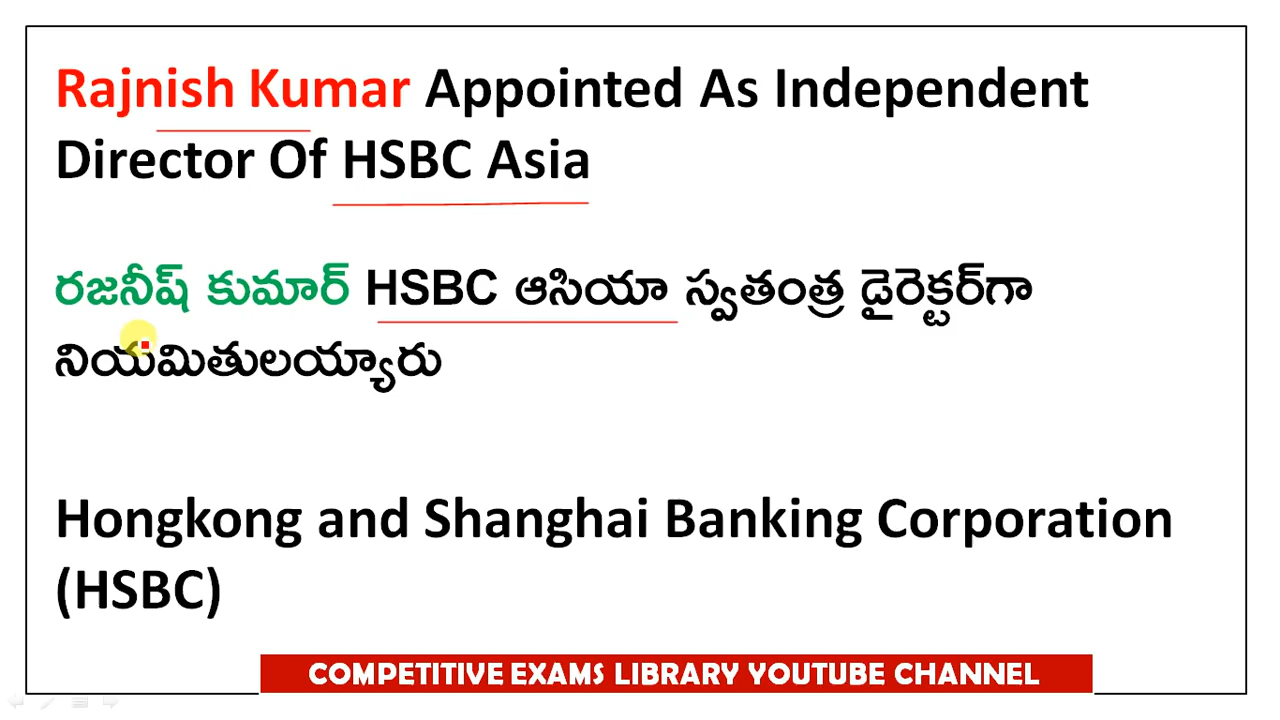 Rajnish Kumar Appointed As Independent
Director Of HSBC Asia
రజనీష్ కుమార్ HSBC ఆసియా స్వతంత్ర డైరెక్టర్‌గా
నియమితులయ్యారు
Hongkong and Shanghai Banking Corporation
(HSBC)
COMPETITIVE EXAMS LIBRARY YOUTUBE CHANNEL